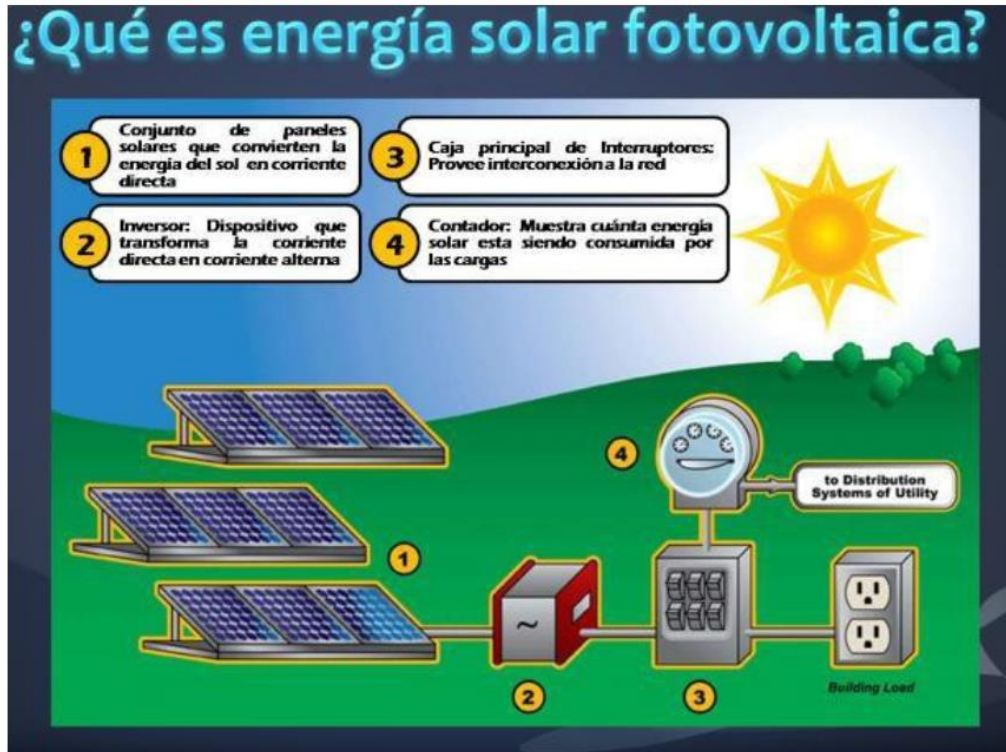 ¿Qué es energía solar fotovoltaica?
1
Conjunto de paneles
solares que convierten la
energía del sol en corriente
directa
2
Inversor: Dispositivo que
transforma la corriente
directa en corriente alterna
3
Caja principal de Interruptores:
Provee interconexión a la red
4
Contador: Muestra cuánta energía
solar esta siendo consumida por
las cargas
4
to Distribution
Systems of Utility
1
~
2
3
Building Load